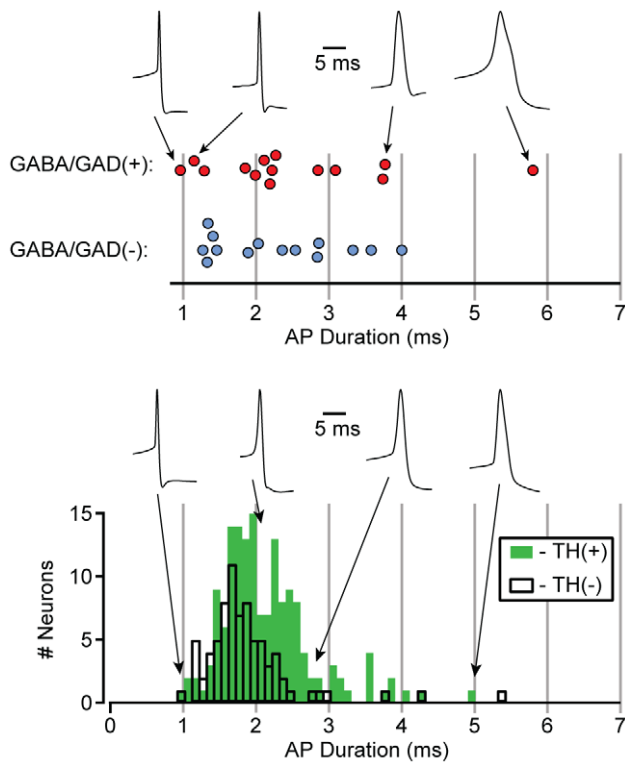 5 ms
GABA/GAD(+):
GABA/GAD(-):
1 2 3 4 5 6 7
AP Duration (ms)
5 ms
15
10
5
0
# Neurons
- TH(+)
- TH(-)
0 1 2 3 4 5 6 7
AP Duration (ms)